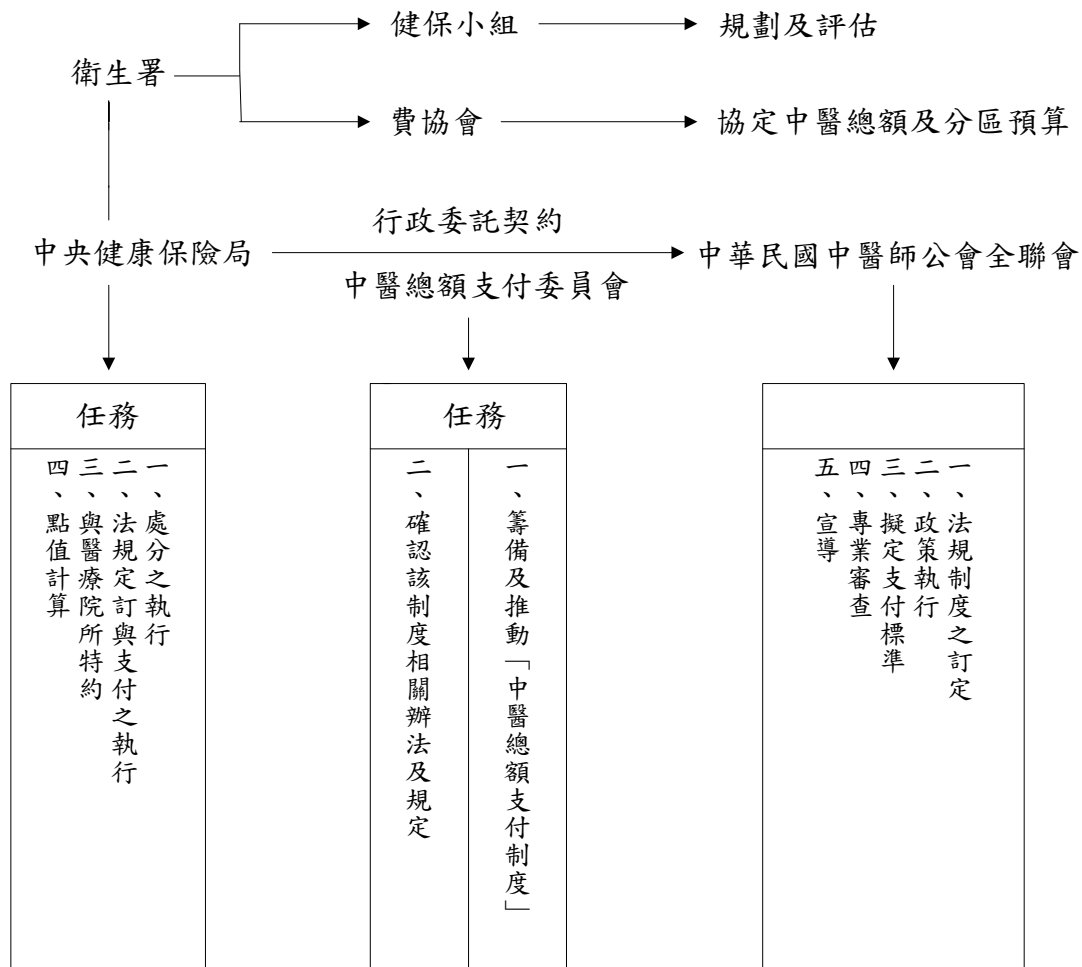 健保小組
規劃及評估
衛生署
費協會
協定中醫總額及分區預算
行政委託契約
中央健康保險局
中華民國中醫師公會全聯會
中醫總額支付委員會
任務
一、處分之執行
二、法規定訂與支付之執行
三、與醫療院所特約
四、點值計算
任務
一、籌備及推動「中醫總額支付制度」
二、確認該制度相關辦法及規定
一、法規制度之訂定
二、政策執行
三、擬定支付標準
四、專業審查
五、宣導